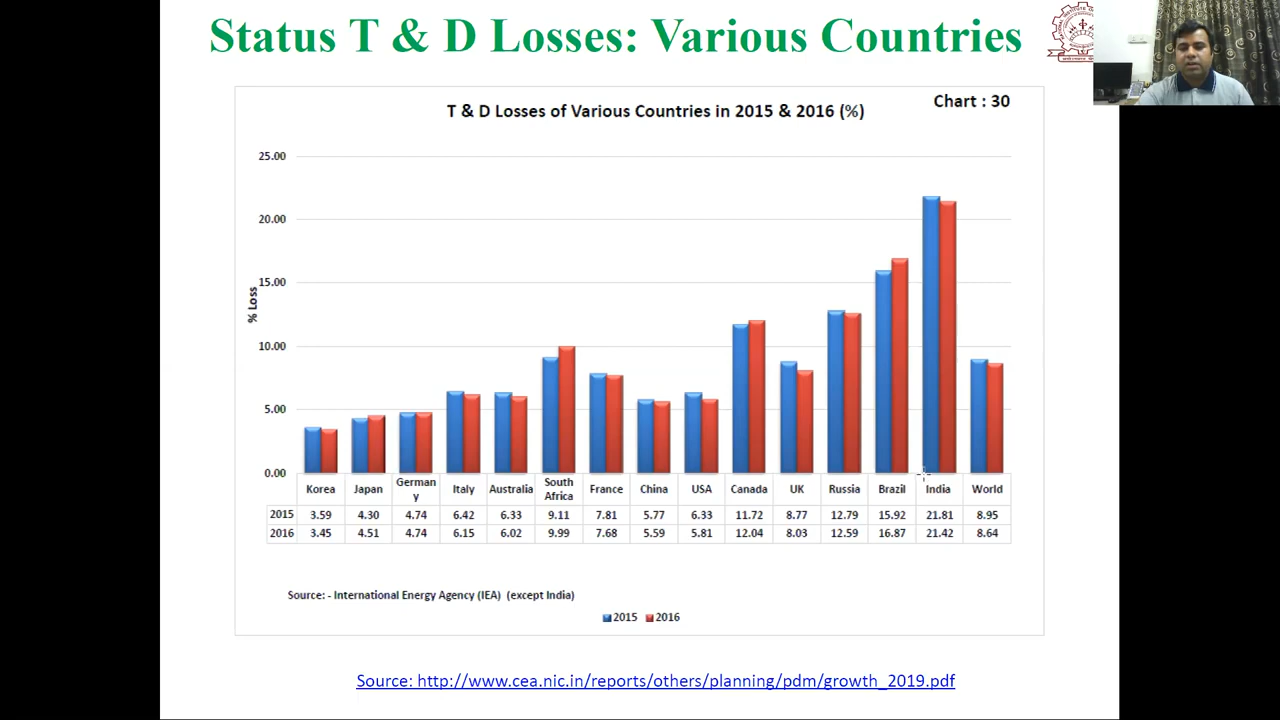 Status T & D Losses: Various Countries
Chart : 30
T & D Losses of Various Countries in 2015 & 2016 (%)
25.00
20.00
15.00
10.00
5.00
0.00
% Loss
Korea Japan Germany Italy Australia South Africa France China USA Canada UK Russia Brazil India World
2015 3.59 4.30 4.74 6.42 6.33 9.11 7.81 5.77 6.33 11.72 8.77 12.79 15.92 21.81 8.95
2016 3.45 4.51 4.74 6.15 6.02 9.99 7.68 5.59 5.81 12.04 8.03 12.59 16.87 21.42 8.64
Source: - International Energy Agency (IEA) (except India)
2015 2016
Source: http://www.cea.nic.in/reports/others/planning/pdm/growth_2019.pdf